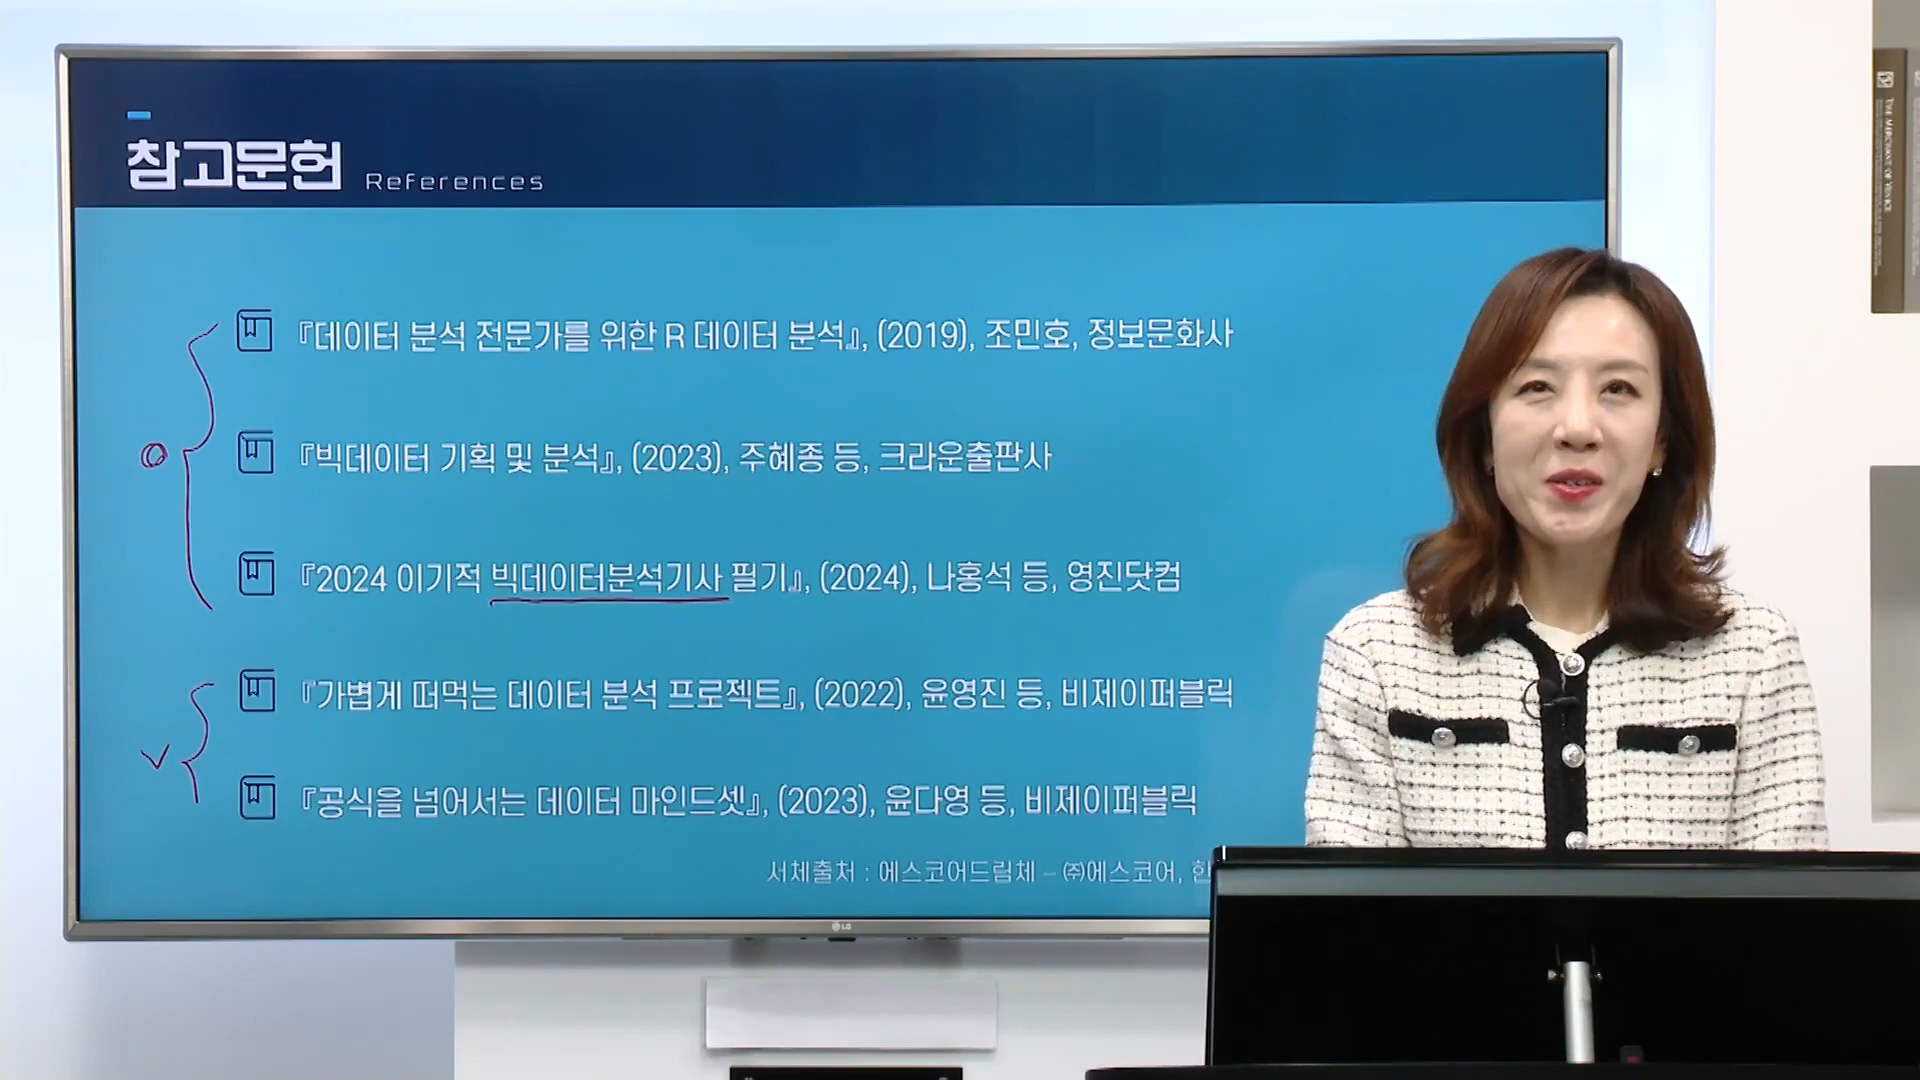 참고문헌 References
『데이터 분석 전문가를 위한 R 데이터 분석』, (2019), 조민호, 정보문화사
『빅데이터 기획 및 분석』, (2023), 주혜종 등, 크라운출판사
『2024 이기적 빅데이터분석기사 필기』, (2024), 나홍석 등, 영진닷컴
『가볍게 떠먹는 데이터 분석 프로젝트』, (2022), 윤영진 등, 비제이퍼블릭
『공식을 넘어서는 데이터 마인드셋』, (2023), 윤다영 등, 비제이퍼블릭
서체출처 : 에스코어드림체 – ㈜에스코어, 한
LG
THE MERCHANT OF VENICE